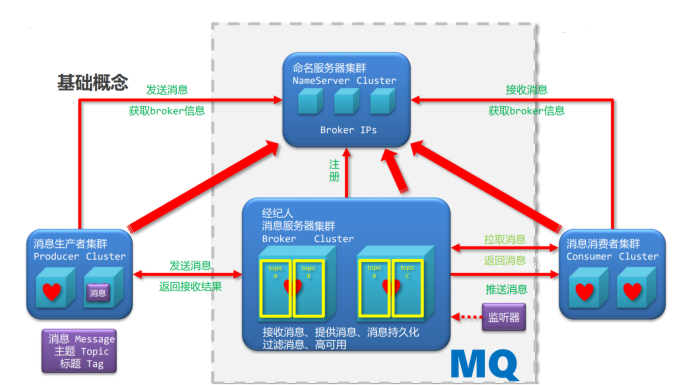 基础概念
命名服务器集群
NameServer Cluster
Broker IPs
发送消息
获取broker信息
接收消息
获取broker信息
注册
消息生产者集群
Producer Cluster
消息
发送消息
返回接收结果
经纪人
消息服务器集群
Broker Cluster
topic A
topic B
topic A
topic C
接收消息、提供消息、消息持久化
过滤消息、高可用
拉取消息
返回消息
推送消息
监听器
消息消费者集群
Consumer Cluster
消息 Message
主题 Topic
标签 Tag
MQ